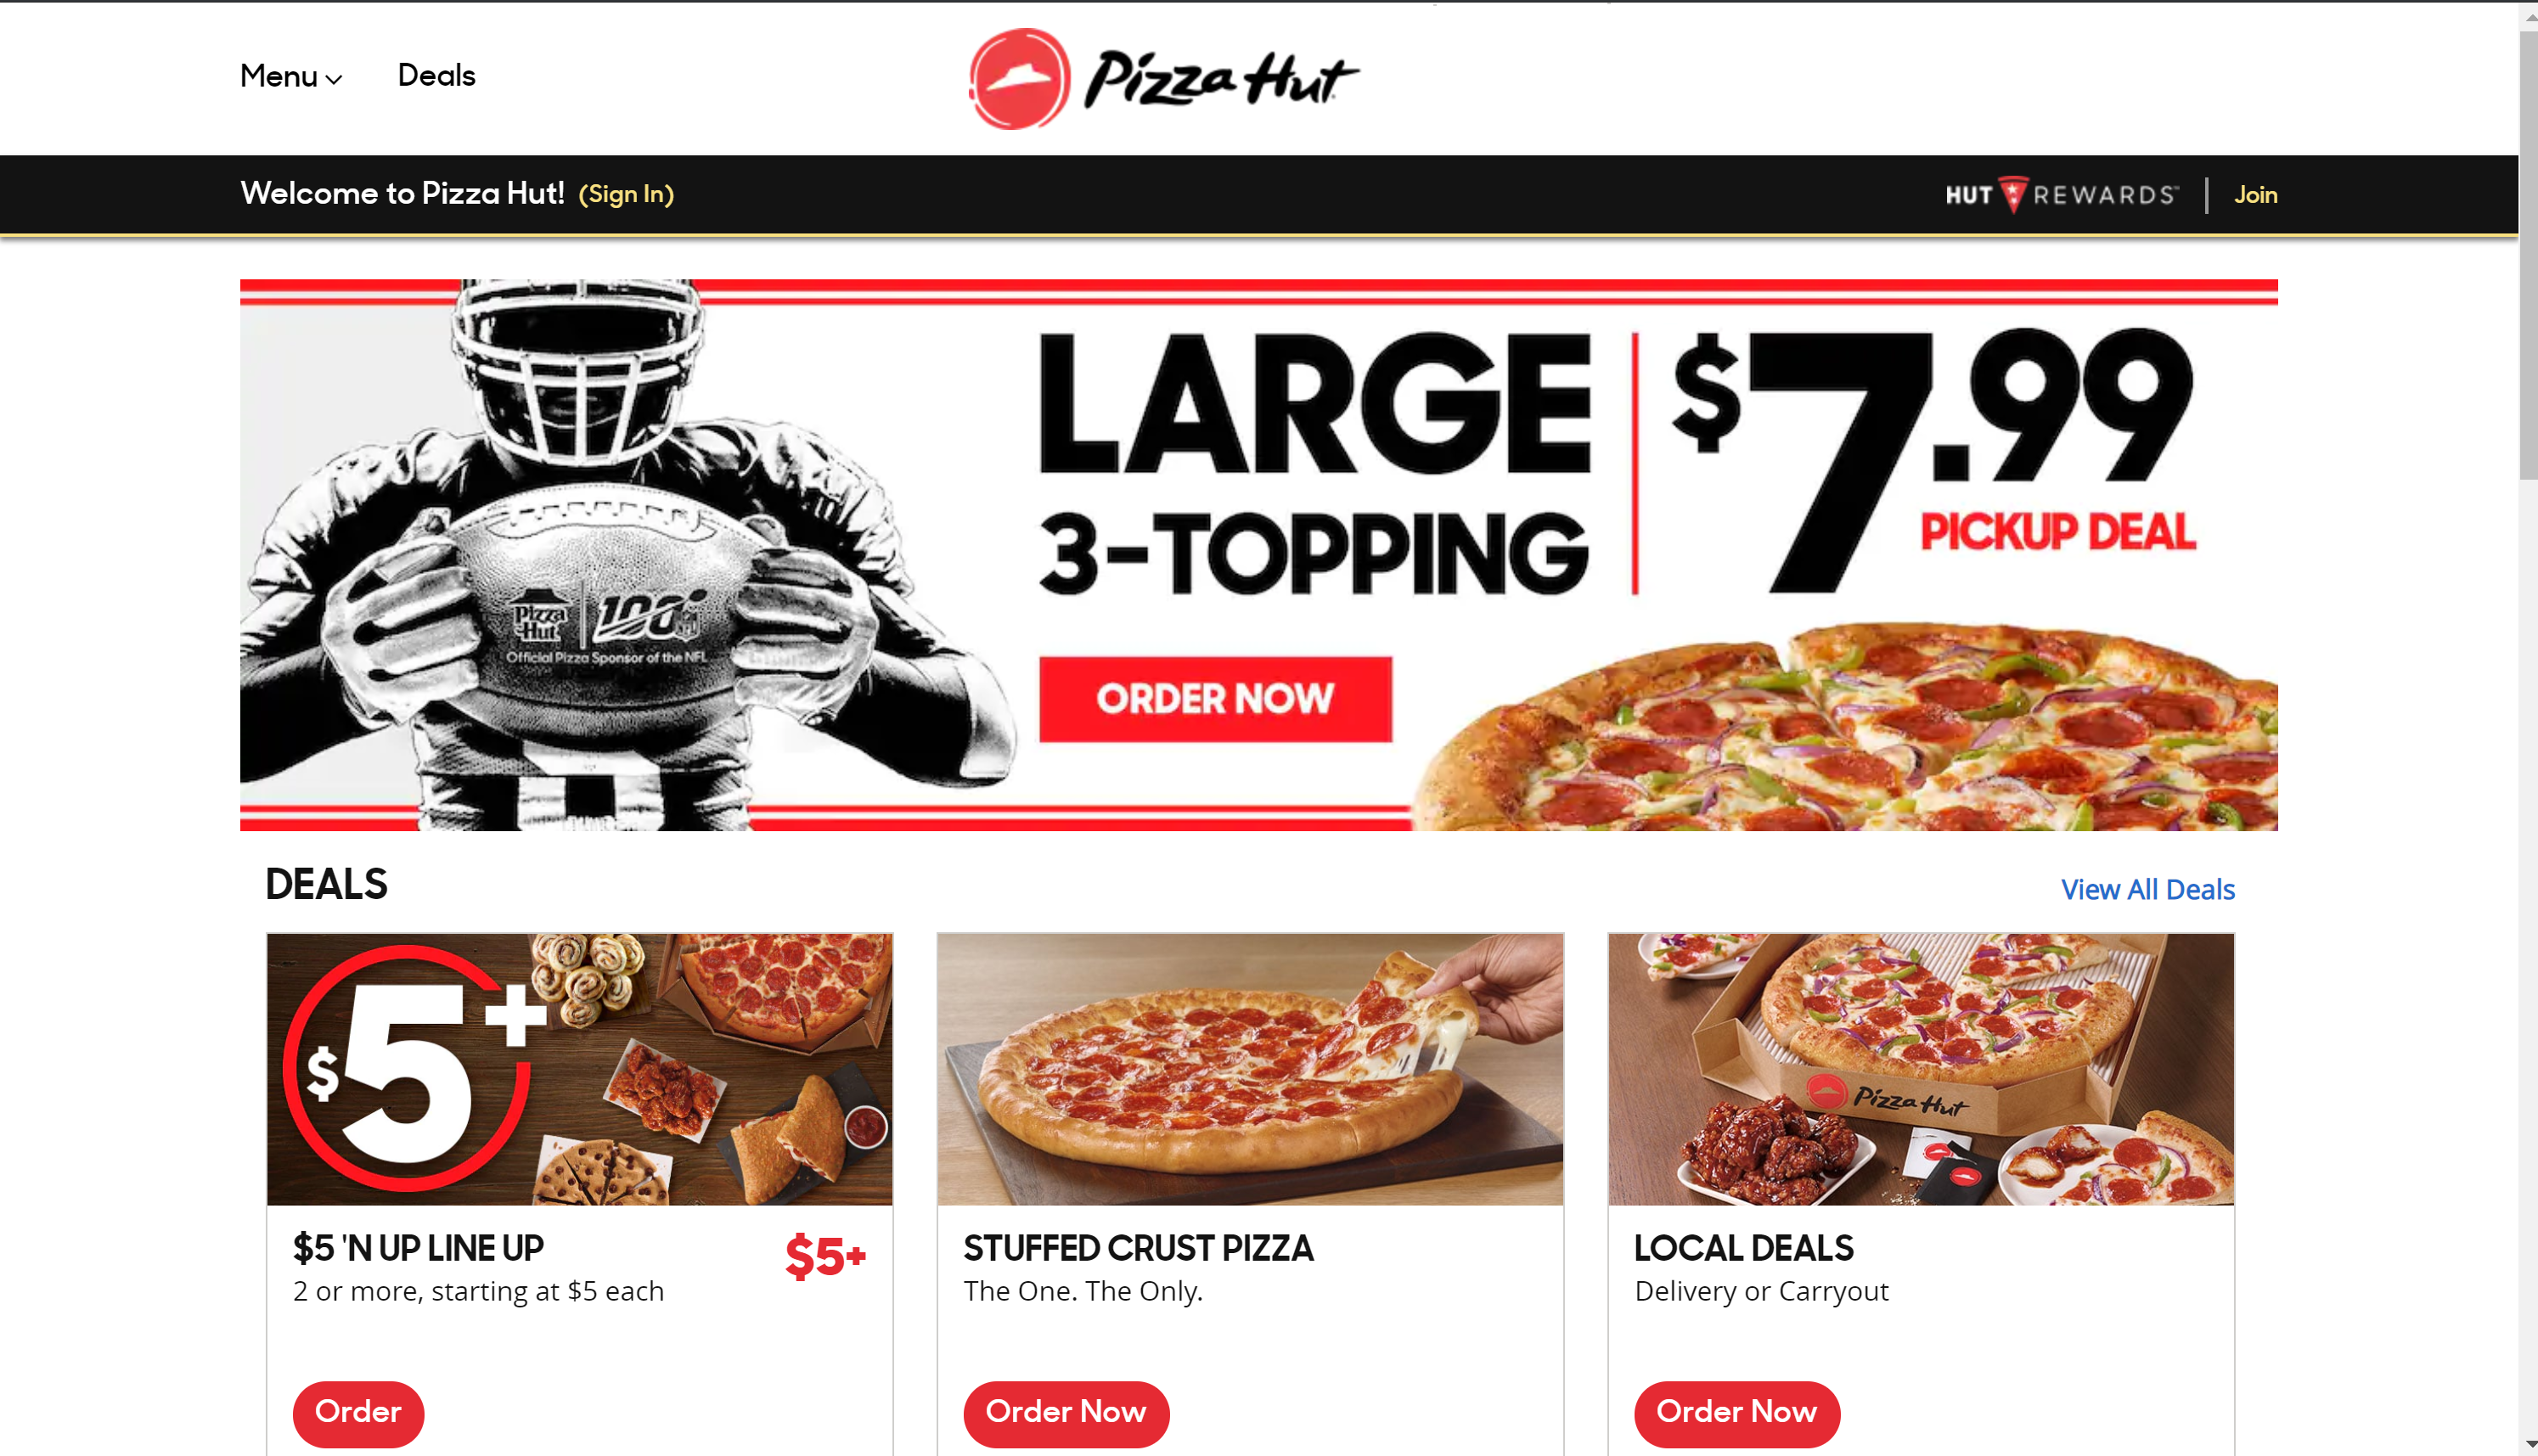 Menu Deals
Pizza Hut
Welcome to Pizza Hut! (Sign In)
HUT REWARDS™ | Join
LARGE
3-TOPPING
$7.99
PICKUP DEAL
Pizza Hut
100
NFL
Official Pizza Sponsor of the NFL
ORDER NOW
DEALS
View All Deals
$5+
Pizza Hut
$5 'N UP LINE UP
$5+
2 or more, starting at $5 each
Order
STUFFED CRUST PIZZA
The One. The Only.
Order Now
LOCAL DEALS
Delivery or Carryout
Order Now